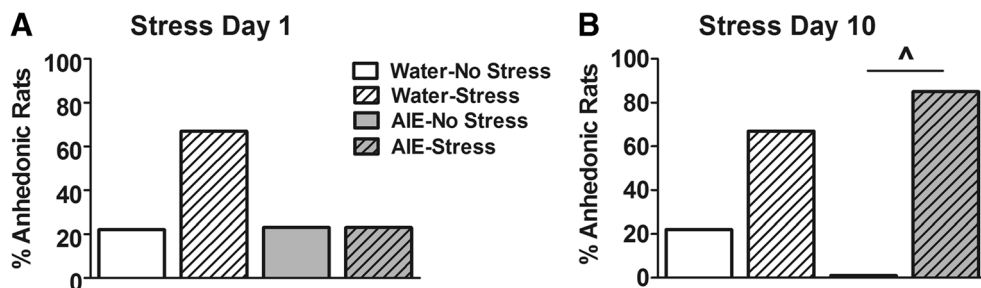 A
Stress Day 1
% Anhedonic Rats
100
80
60
40
20
0
Water-No Stress
Water-Stress
AIE-No Stress
AIE-Stress
B
Stress Day 10
% Anhedonic Rats
100
80
60
40
20
0
^